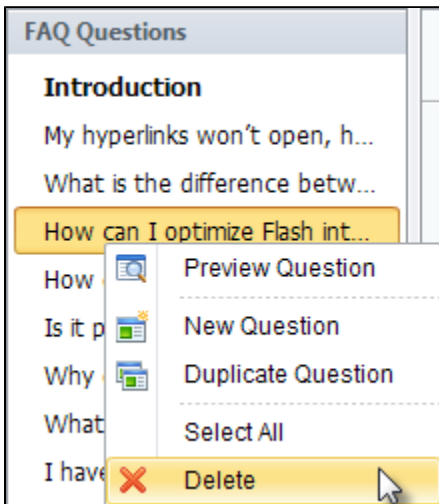 FAQ Questions
Introduction
My hyperlinks won't open, h...
What is the difference betw...
How can I optimize Flash int...
How
Preview Question
Is it p
New Question
Why
Duplicate Question
What
Select All
I have
Delete